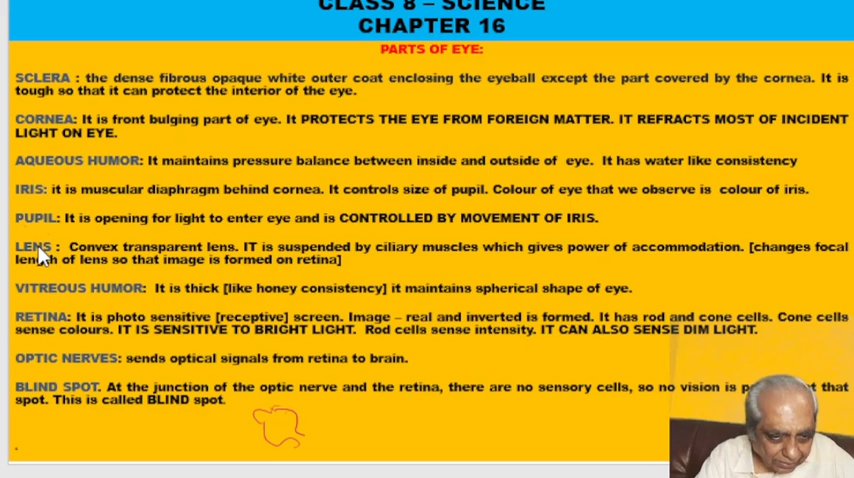 CLASS 8 – SCIENCE
CHAPTER 16
PARTS OF EYE:
SCLERA : the dense fibrous opaque white outer coat enclosing the eyeball except the part covered by the cornea. It is
tough so that it can protect the interior of the eye.
CORNEA: It is front bulging part of eye. It PROTECTS THE EYE FROM FOREIGN MATTER. IT REFRACTS MOST OF INCIDENT
LIGHT ON EYE.
AQUEOUS HUMOR: It maintains pressure balance between inside and outside of eye. It has water like consistency
IRIS: it is muscular diaphragm behind cornea. It controls size of pupil. Colour of eye that we observe is colour of iris.
PUPIL: It is opening for light to enter eye and is CONTROLLED BY MOVEMENT OF IRIS.
LENS : Convex transparent lens. IT is suspended by ciliary muscles which gives power of accommodation. [changes focal
length of lens so that image is formed on retina]
VITREOUS HUMOR: It is thick [like honey consistency] it maintains spherical shape of eye.
RETINA: It is photo sensitive [receptive] screen. Image – real and inverted is formed. It has rod and cone cells. Cone cells
sense colours. IT IS SENSITIVE TO BRIGHT LIGHT. Rod cells sense intensity. IT CAN ALSO SENSE DIM LIGHT.
OPTIC NERVES: sends optical signals from retina to brain.
BLIND SPOT. At the junction of the optic nerve and the retina, there are no sensory cells, so no vision is that
spot. This is called BLIND spot.